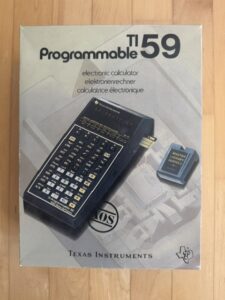 TI
Programmable 59
electronic calculator
elektronenrechner
calculatrice électronique
AOS
TEXAS INSTRUMENTS